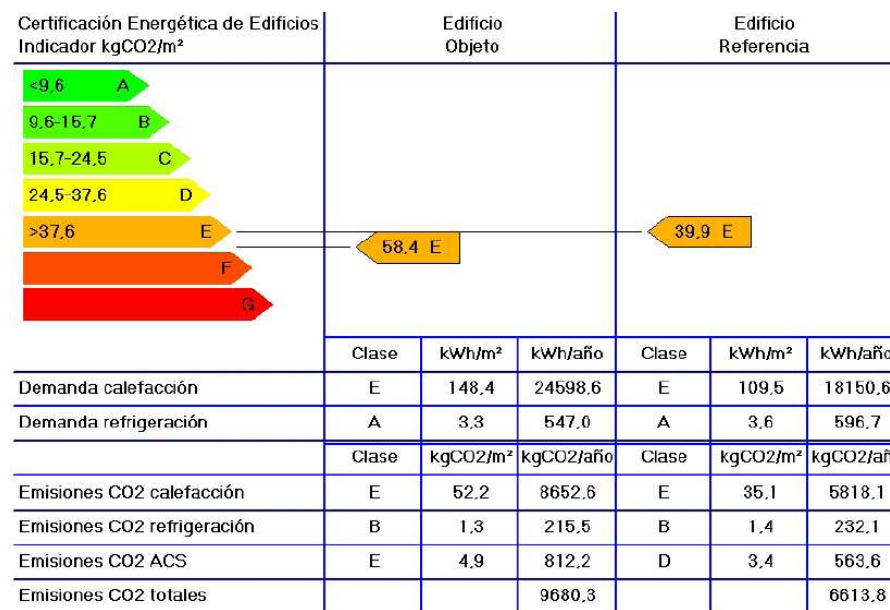 Certificación Energética de Edificios
Indicador kgCO2/m²
Edificio
Objeto
Edificio
Referencia
<9,6 A
9,6-15,7 B
15,7-24,5 C
24,5-37,6 D
>37,6 E
F
G
58,4 E
39,9 E
Clase kWh/m² kWh/año Clase kWh/m² kWh/año
Demanda calefacción E 148,4 24598,6 E 109,5 18150,6
Demanda refrigeración A 3,3 547,0 A 3,6 596,7
Clase kgCO2/m² kgCO2/año Clase kgCO2/m² kgCO2/añ
Emisiones CO2 calefacción E 52,2 8652,6 E 35,1 5818,1
Emisiones CO2 refrigeración B 1,3 215,5 B 1,4 232,1
Emisiones CO2 ACS E 4,9 812,2 D 3,4 563,6
Emisiones CO2 totales 9680,3 6613,8